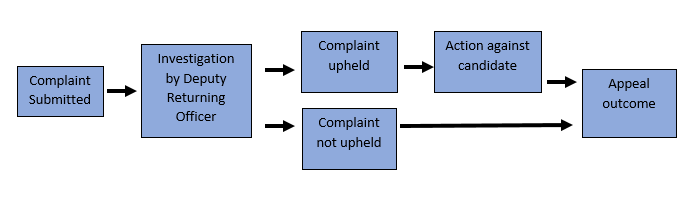 Complaint
Submitted
Investigation
by Deputy
Returning
Officer
Complaint
upheld
Action against
candidate
Complaint
not upheld
Appeal
outcome